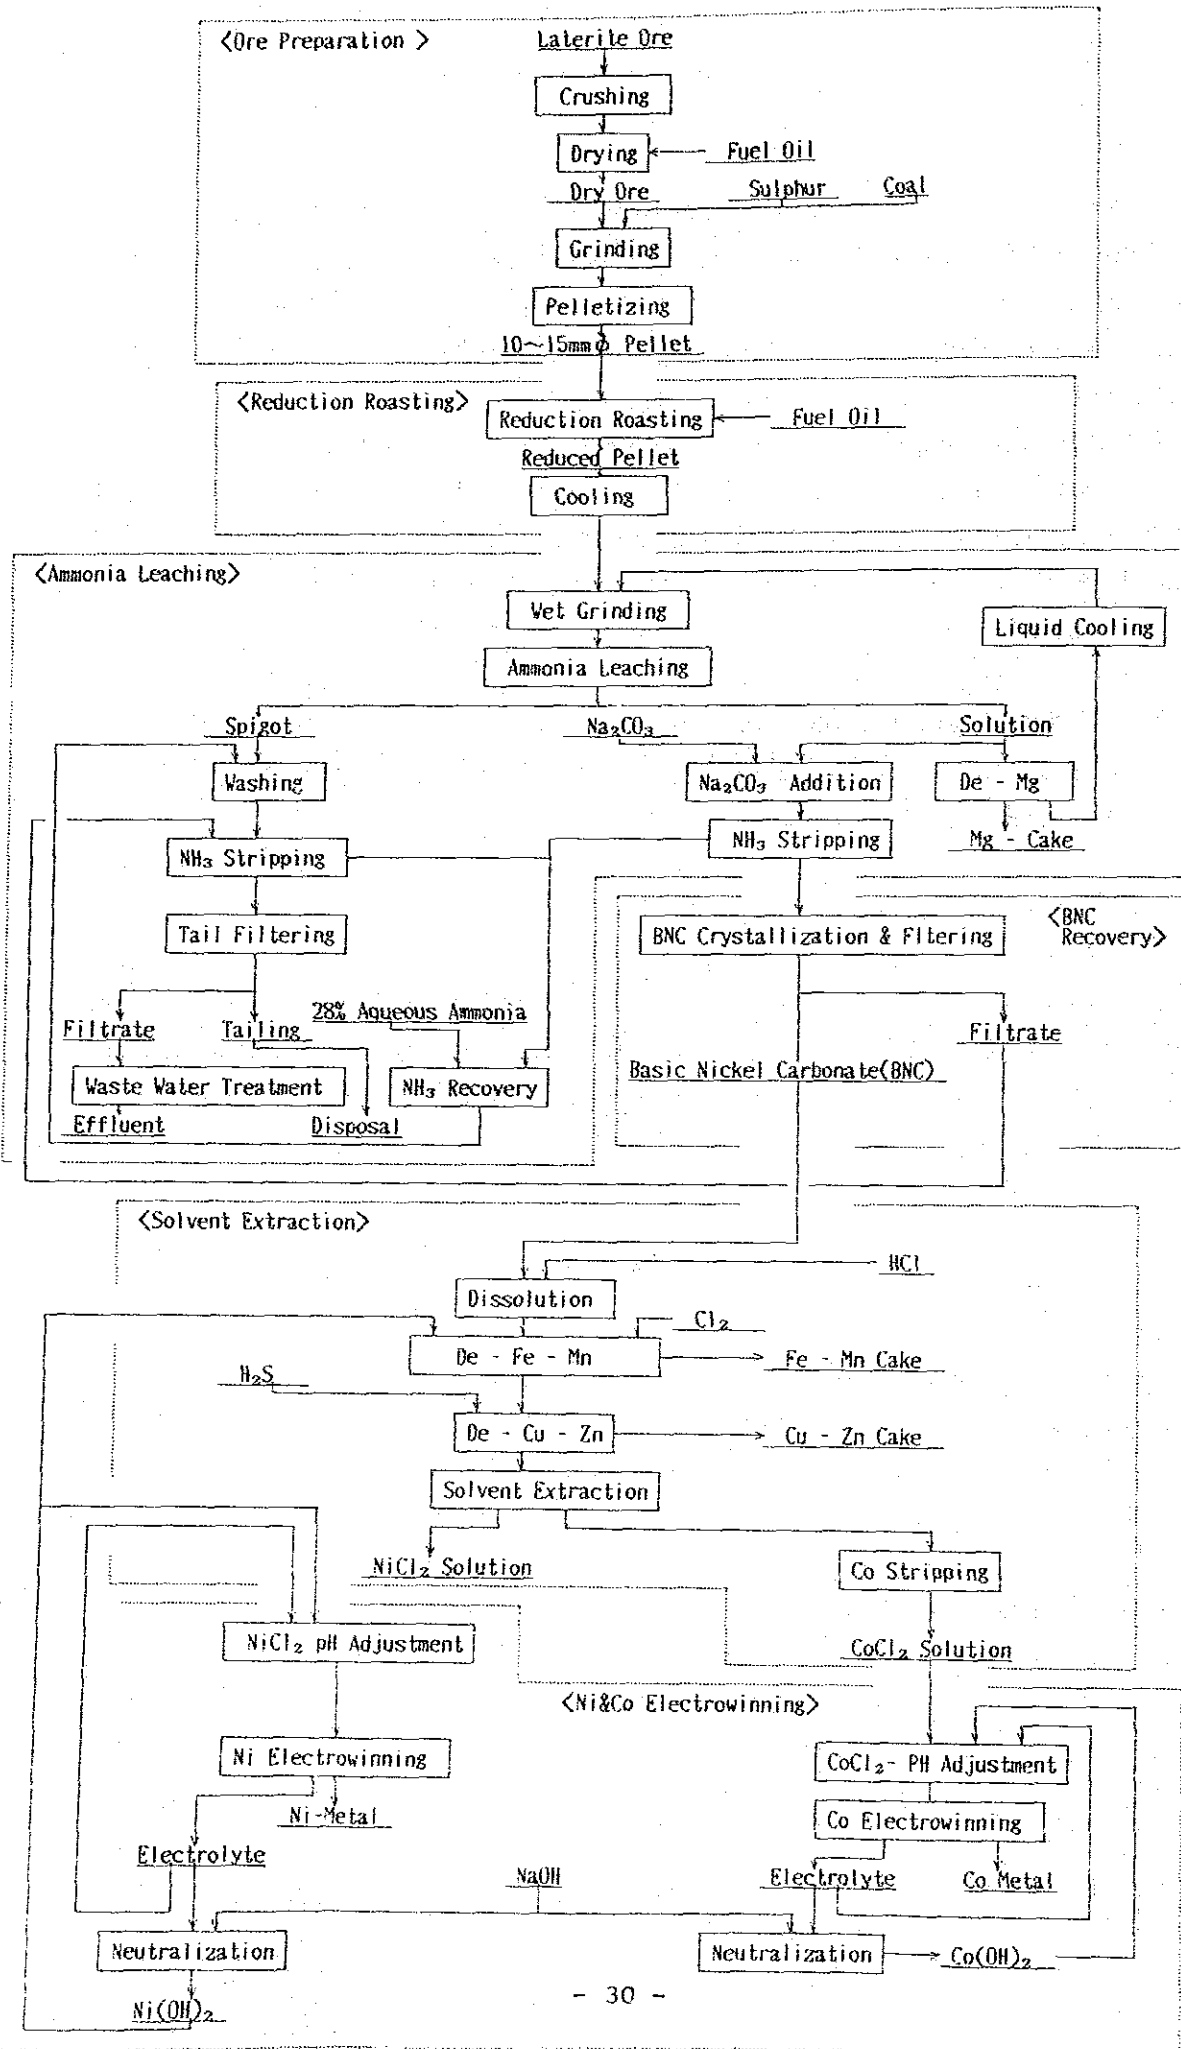 <Ore Preparation >
Laterite Ore
Crushing
Drying
Fuel Oil
Dry Ore
Sulphur
Coal
Grinding
Pelletizing
10~15mmφ Pellet
<Reduction Roasting>
Reduction Roasting
Fuel Oil
Reduced Pellet
Cooling
<Ammonia Leaching>
Wet Grinding
Liquid Cooling
Ammonia Leaching
Spigot
Na₂CO₃
Solution
Washing
Na₂CO₃ Addition
De - Mg
NH₃ Stripping
NH₃ Stripping
Mg - Cake
Tail Filtering
BNC Crystallization & Fltering
<BNC
Recovery>
28% Aqueous Ammonia
Filtrate
Tailing
Filtrate
Waste Water Treatment
NH₃ Recovery
Basic Nickel Carbonate(BNC)
Effluent
Disposal
<Solvent Extraction>
HCl
Dissolution
Cl₂
De - Fe - Mn
Fe - Mn Cake
H₂S
De - Cu - Zn
Cu - Zn Cake
Solvent Extraction
NiCl₂ Solution
Co Stripping
NiCl₂ pH Adjustment
CoCl₂ Solution
<Ni&Co Electrowinning>
Ni Electrowinning
CoCl₂- PH Adjustment
Ni-Metal
Co Electrowinning
Electrolyte
NaOH
Electrolyte
Co Metal
Neutralization
Neutralization
Co(OH)₂
Ni(OH)₂
- 30 -